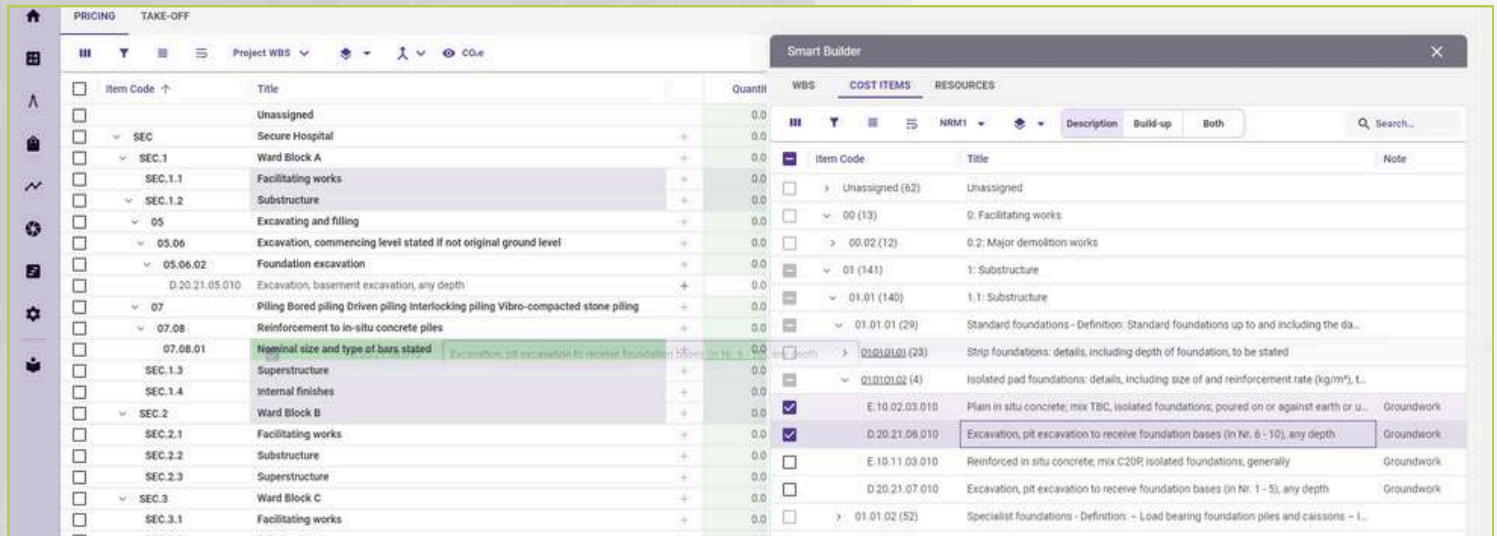 PRICING TAKE-OFF
Project WBS CO₂e
Item Code Title Quantit
Unassigned 0.0
SEC Secure Hospital 0.0
SEC.1 Ward Block A 0.0
SEC.1.1 Facilitating works 0.0
SEC.1.2 Substructure 0.0
05 Excavating and filling 0.0
05.06 Excavation, commencing level stated if not original ground level 0.0
05.06.02 Foundation excavation 0.0
D.20.21.05.010 Excavation, basement excavation, any depth 0.0
07 Piling Bored piling Driven piling Interlocking piling Vibro-compacted stone piling 0.0
07.08 Reinforcement to in-situ concrete piles 0.0
07.08.01 Nominal size and type of bars stated 0.0
Excavation, pit excavation to receive foundation bases (in Nr. 6 - 10), any depth
SEC.1.3 Superstructure 0.0
SEC.1.4 Internal finishes 0.0
SEC.2 Ward Block B 0.0
SEC.2.1 Facilitating works 0.0
SEC.2.2 Substructure 0.0
SEC.2.3 Superstructure 0.0
SEC.3 Ward Block C 0.0
SEC.3.1 Facilitating works 0.0
Smart Builder
WBS COST ITEMS RESOURCES
NRM1 Description Build-up Both Search...
Item Code Title Note
Unassigned (62) Unassigned
00 (13) 0: Facilitating works
00.02 (12) 0.2: Major demolition works
01 (141) 1: Substructure
01.01 (140) 1.1: Substructure
01.01.01 (29) Standard foundations - Definition: Standard foundations up to and including the da...
01010101 (23) Strip foundations: details, including depth of foundation, to be stated
01010102 (4) Isolated pad foundations: details, including size of and reinforcement rate (kg/m³), t...
E.10.02.03.010 Plain in situ concrete; mix TBC, isolated foundations; poured on or against earth or u... Groundwork
D.20.21.08.010 Excavation, pit excavation to receive foundation bases (in Nr. 6 - 10), any depth Groundwork
E.10.11.03.010 Reinforced in situ concrete; mix C20P, isolated foundations, generally Groundwork
D.20.21.07.010 Excavation, pit excavation to receive foundation bases (in Nr. 1 - 5), any depth Groundwork
01.01.02 (52) Specialist foundations - Definition: – Load bearing foundation piles and caissons – l...